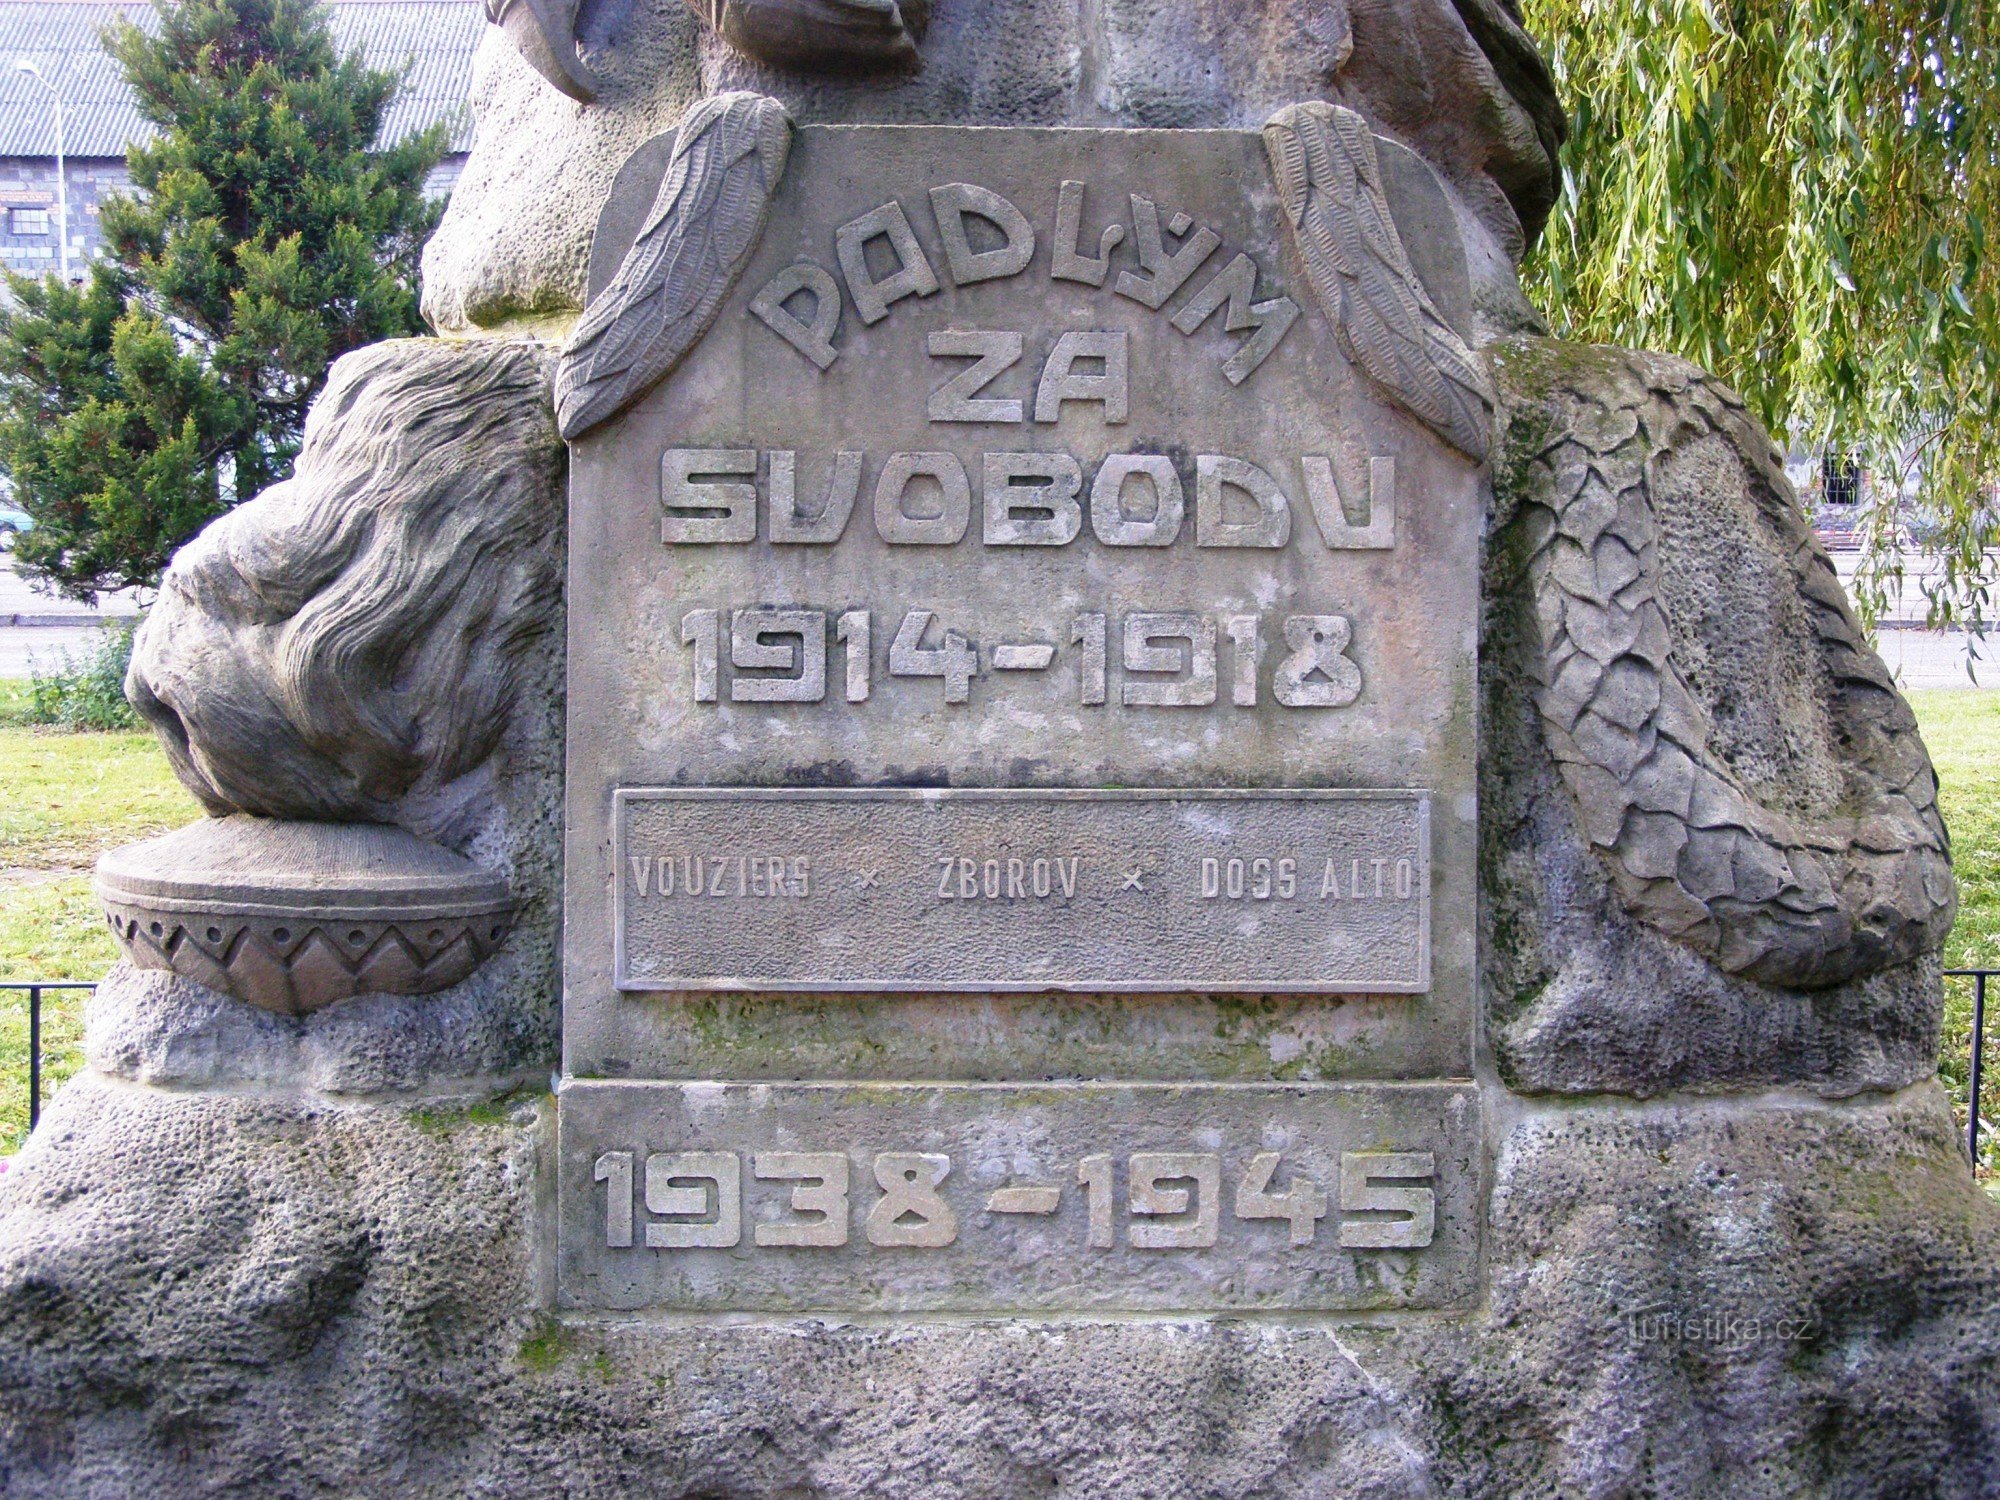 PADLÝM
ZA
SVOBODU
1914-1918
VOUZIERS × ZBOROV × DOSS ALTO
1938-1945
Turistika.cz